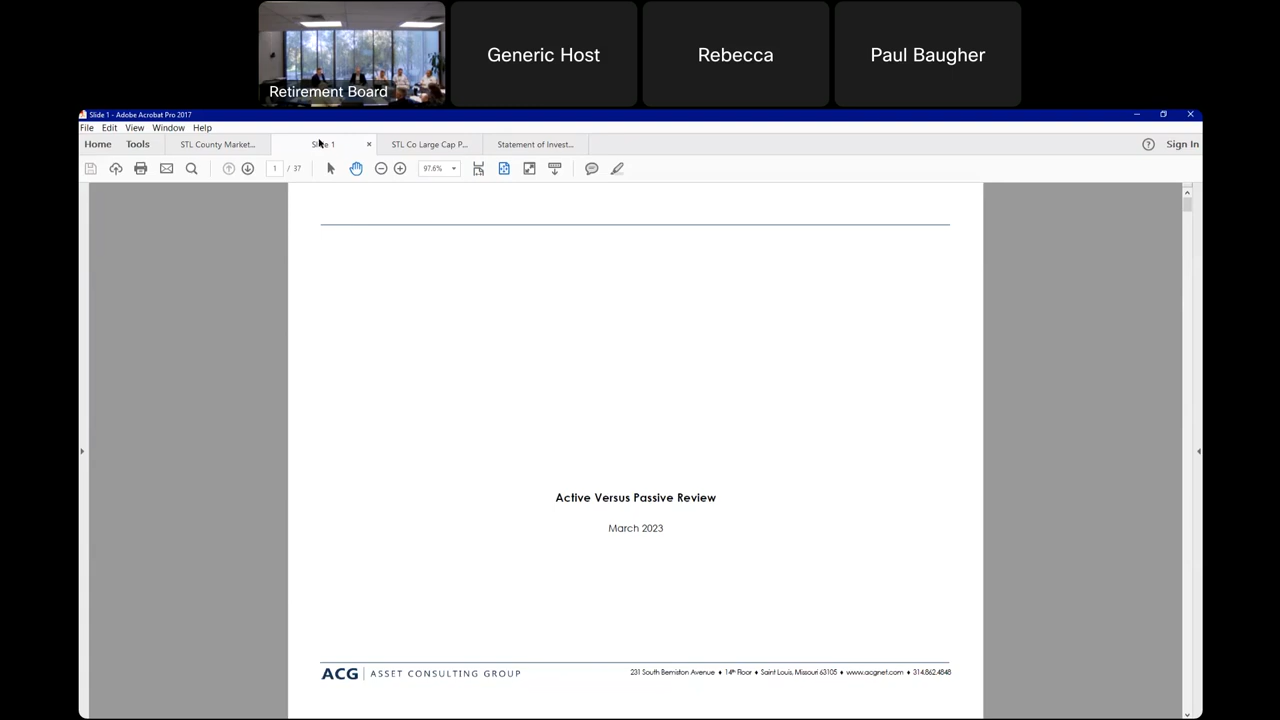 Generic Host
Rebecca
Paul Baugher
Retirement Board
Slide 1 - Adobe Acrobat Pro 2017
File Edit View Window Help
Home Tools STL County Market... Slide 1 × STL Co Large Cap P... Statement of Invest... ? Sign In
1 / 37 97.6%
Active Versus Passive Review
March 2023
ACG | ASSET CONSULTING GROUP
231 South Bemiston Avenue ♦ 14th Floor ♦ Saint Louis, Missouri 63105 ♦ www.acgnet.com ♦ 314.862.4848